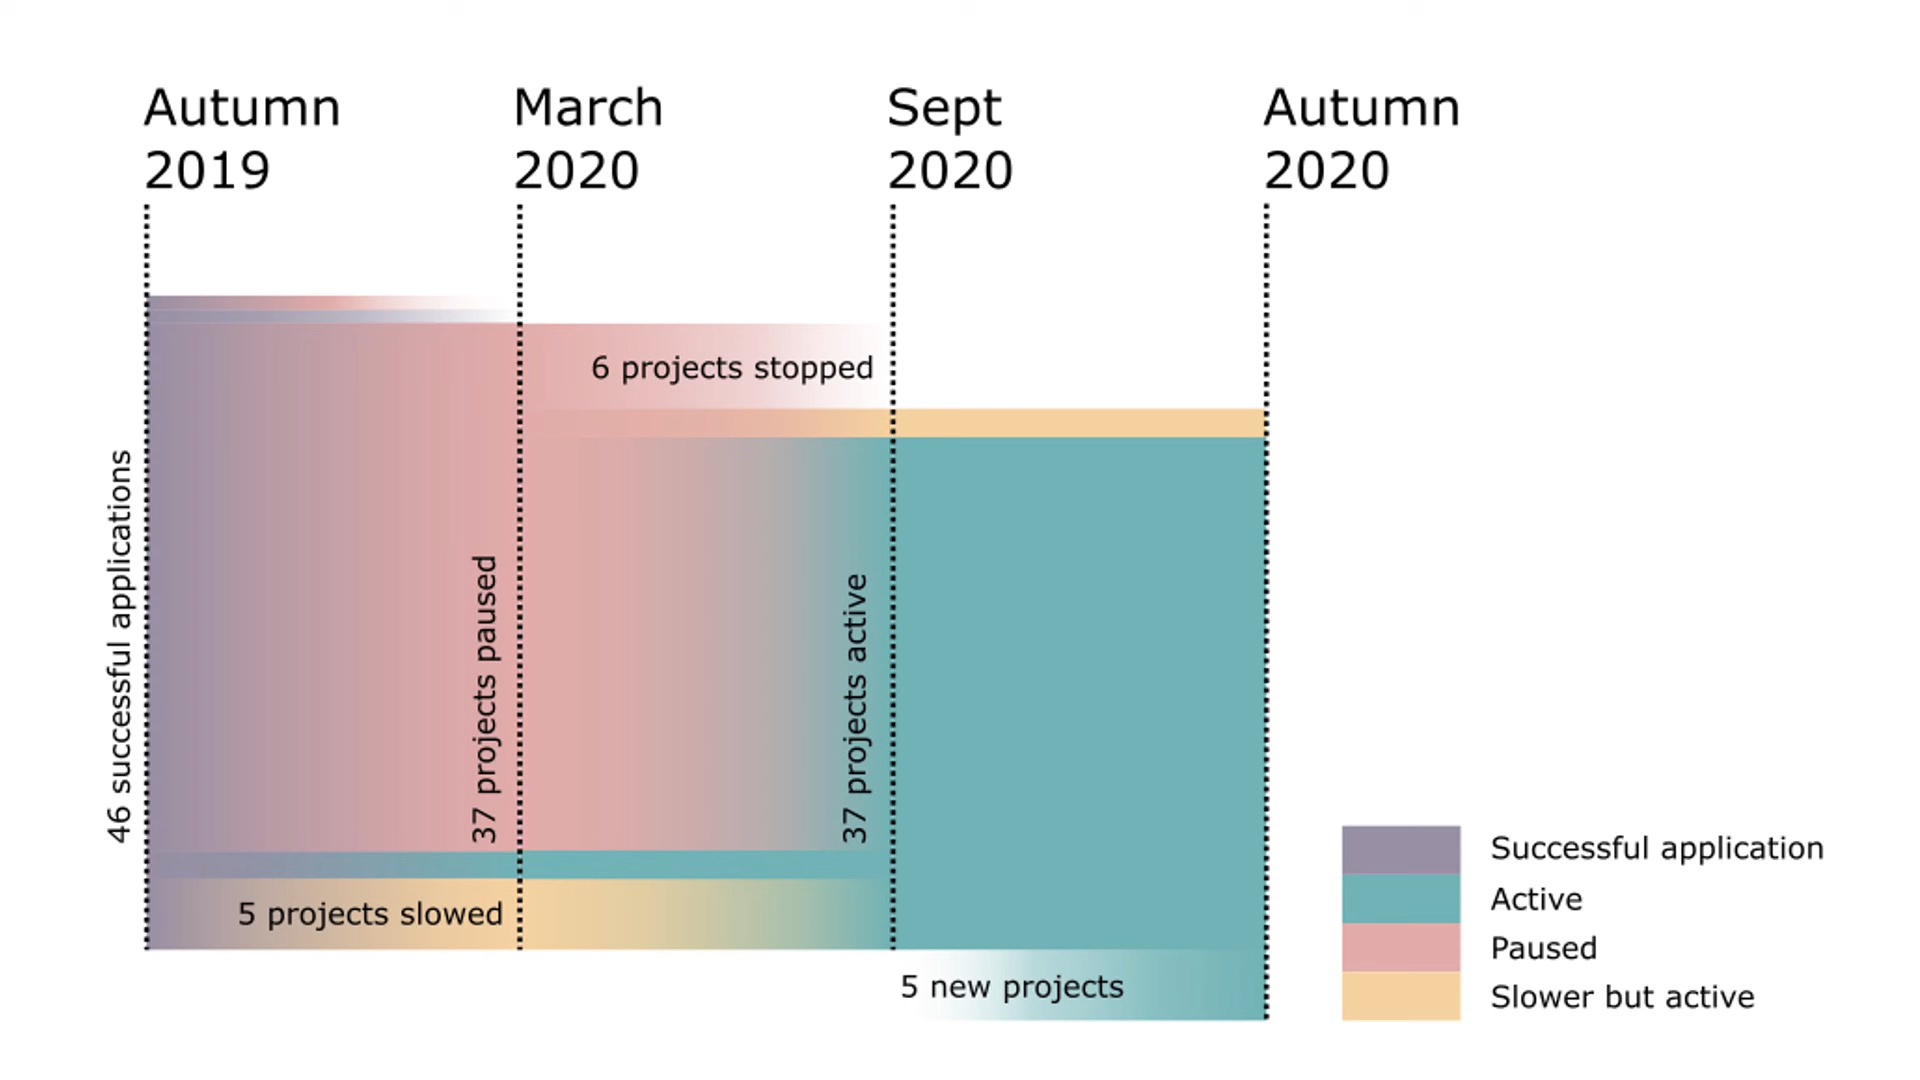 Autumn
2019
March
2020
Sept
2020
Autumn
2020
46 successful applications
37 projects paused
6 projects stopped
37 projects active
5 projects slowed
5 new projects
Successful application
Active
Paused
Slower but active